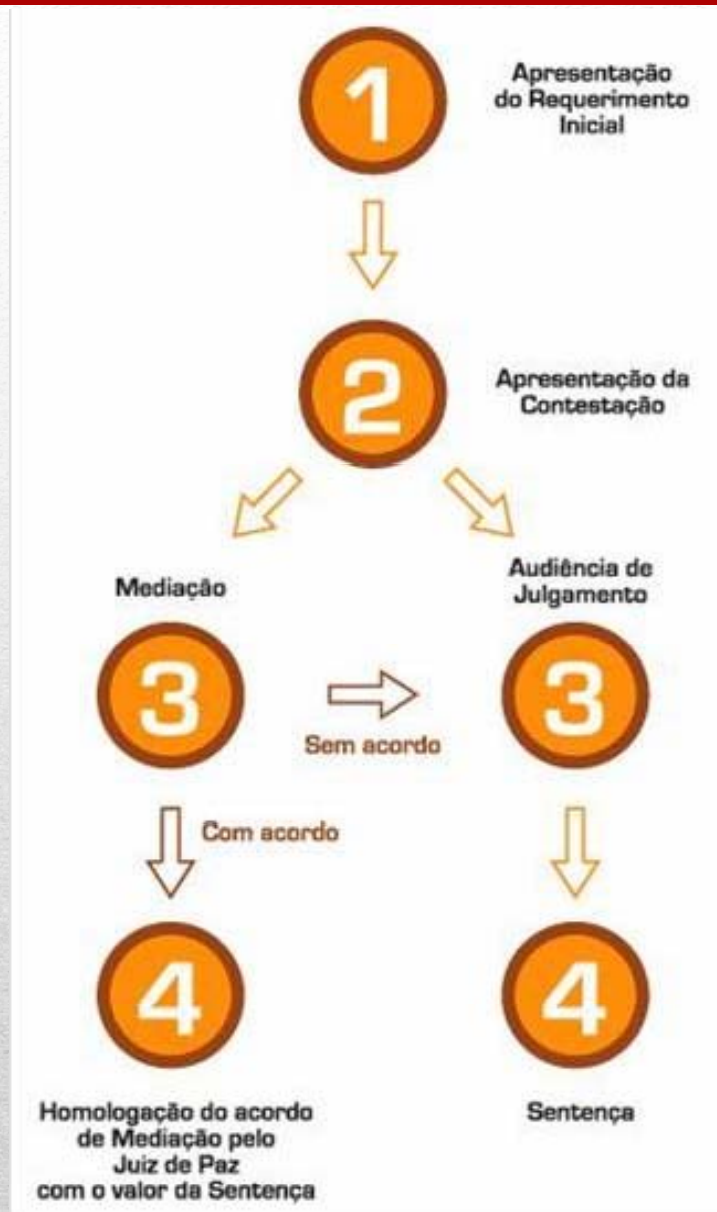 1
Apresentação
do Requerimento
Inicial
2
Apresentação da
Contestação
Mediação
Audiência de
Julgamento
3
Sem acordo
3
Com acordo
4
4
Homologação do acordo
de Mediação pelo
Juiz de Paz
com o valor da Sentença
Sentença